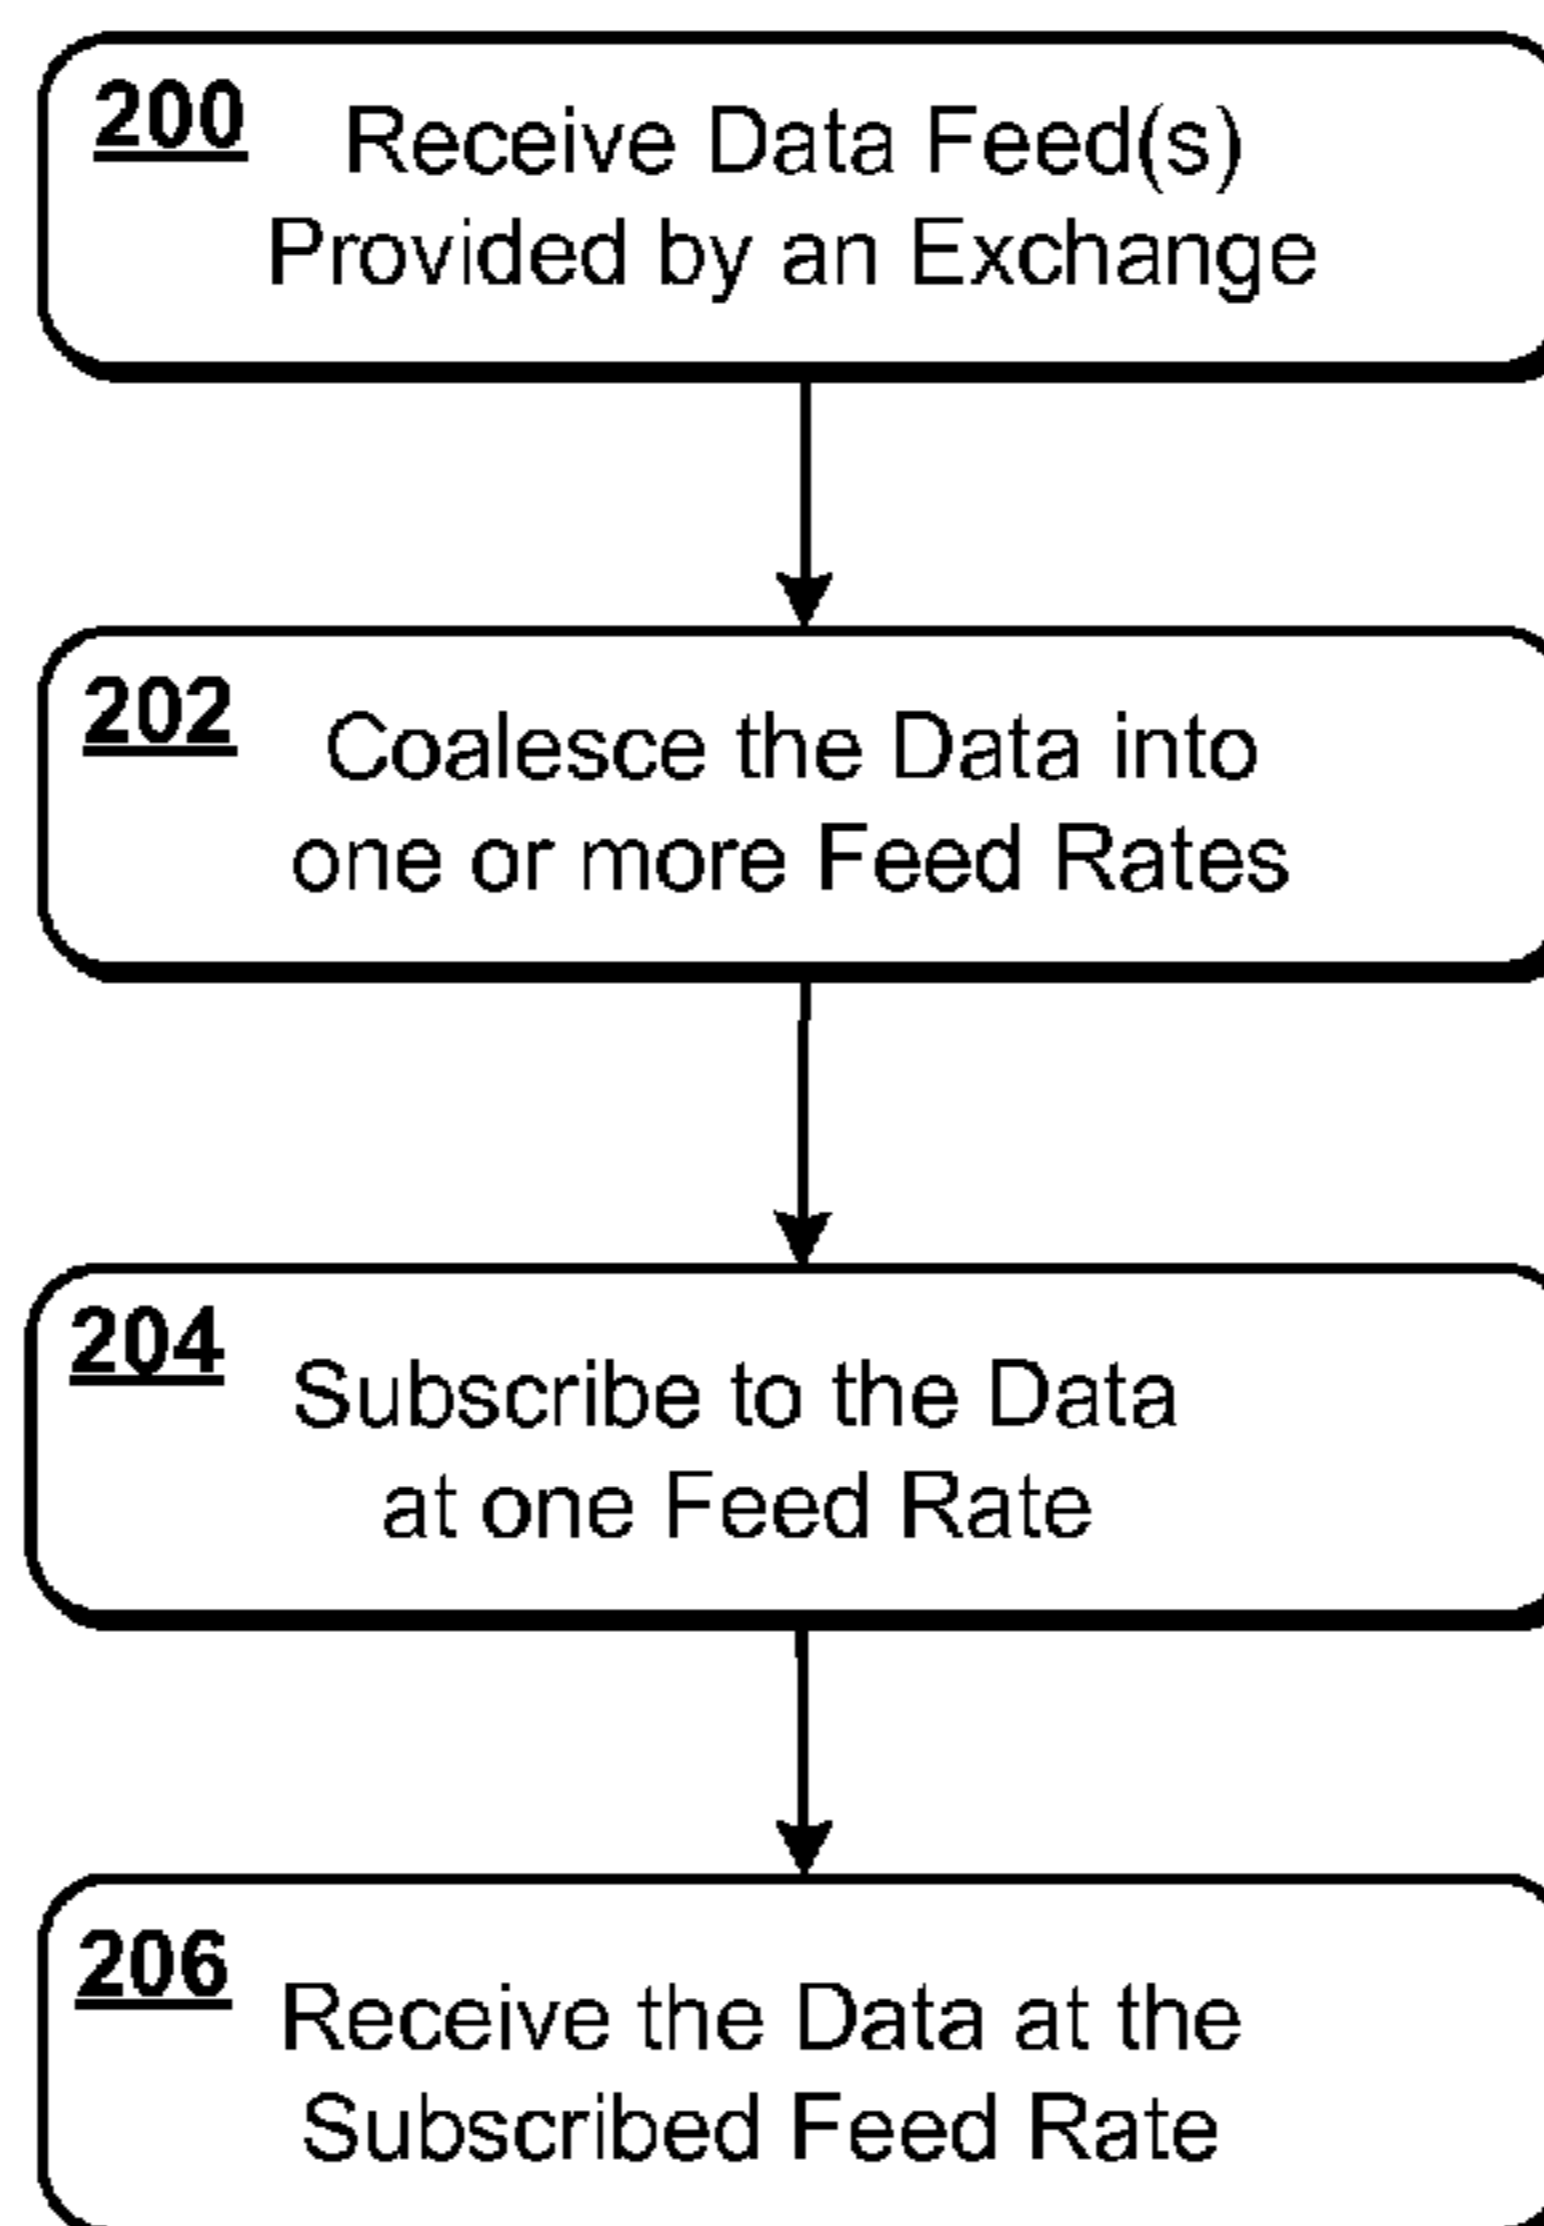 200 Receive Data Feed(s)
Provided by an Exchange
202 Coalesce the Data into
one or more Feed Rates
204 Subscribe to the Data
at one Feed Rate
206 Receive the Data at the
Subscribed Feed Rate